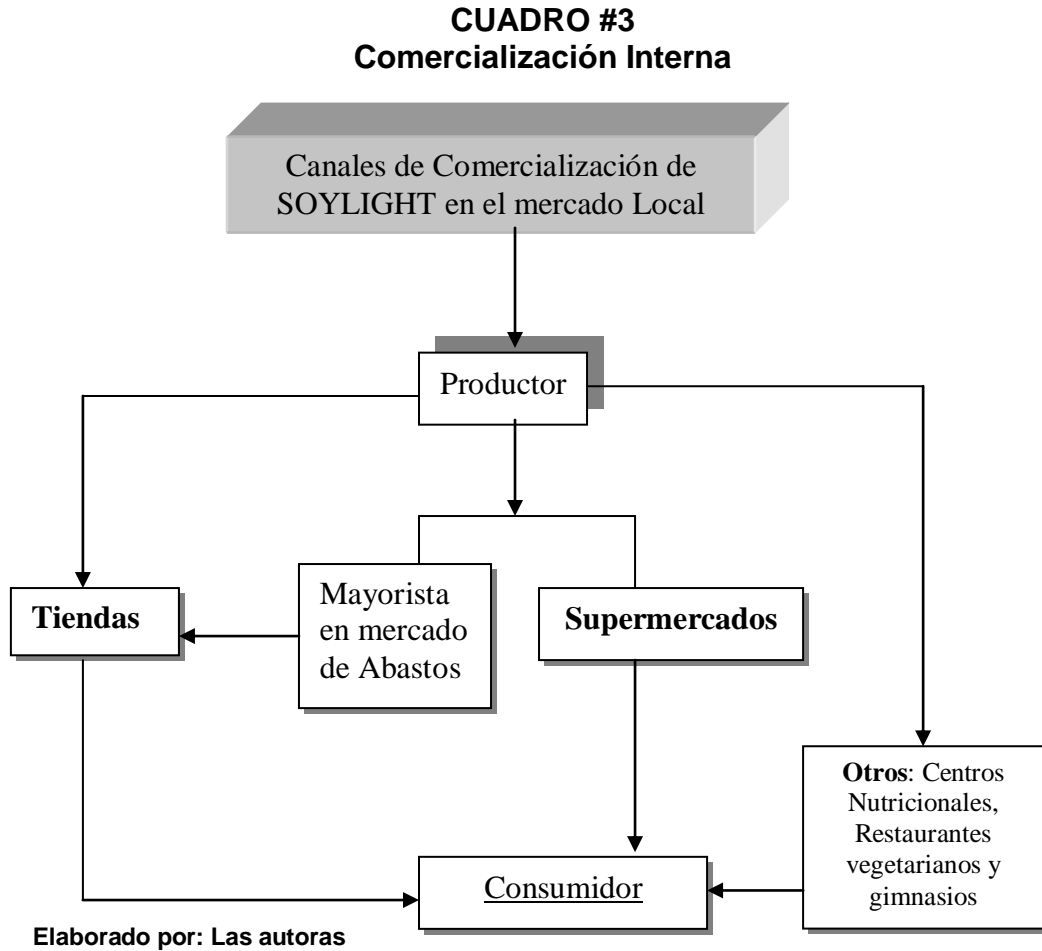 CUADRO #3
Comercialización Interna
Canales de Comercialización de
SOYLIGHT en el mercado Local
Productor
Tiendas
Mayorista
en mercado
de Abastos
Supermercados
Otros: Centros
Nutricionales,
Restaurantes
vegetarianos y
gimnasios
Consumidor
Elaborado por: Las autoras